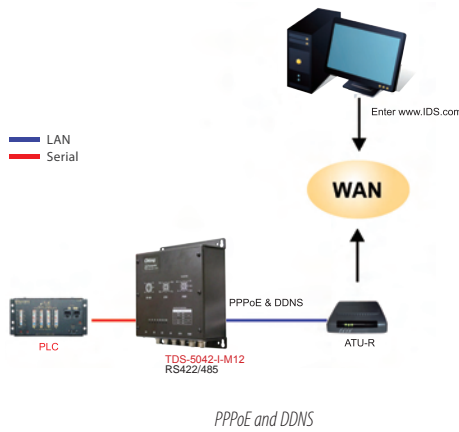 Enter www.IDS.com
LAN
Serial
WAN
PPPoE & DDNS
PLC
TDS-5042-I-M12
RS422/485
ATU-R
PPPoE and DDNS